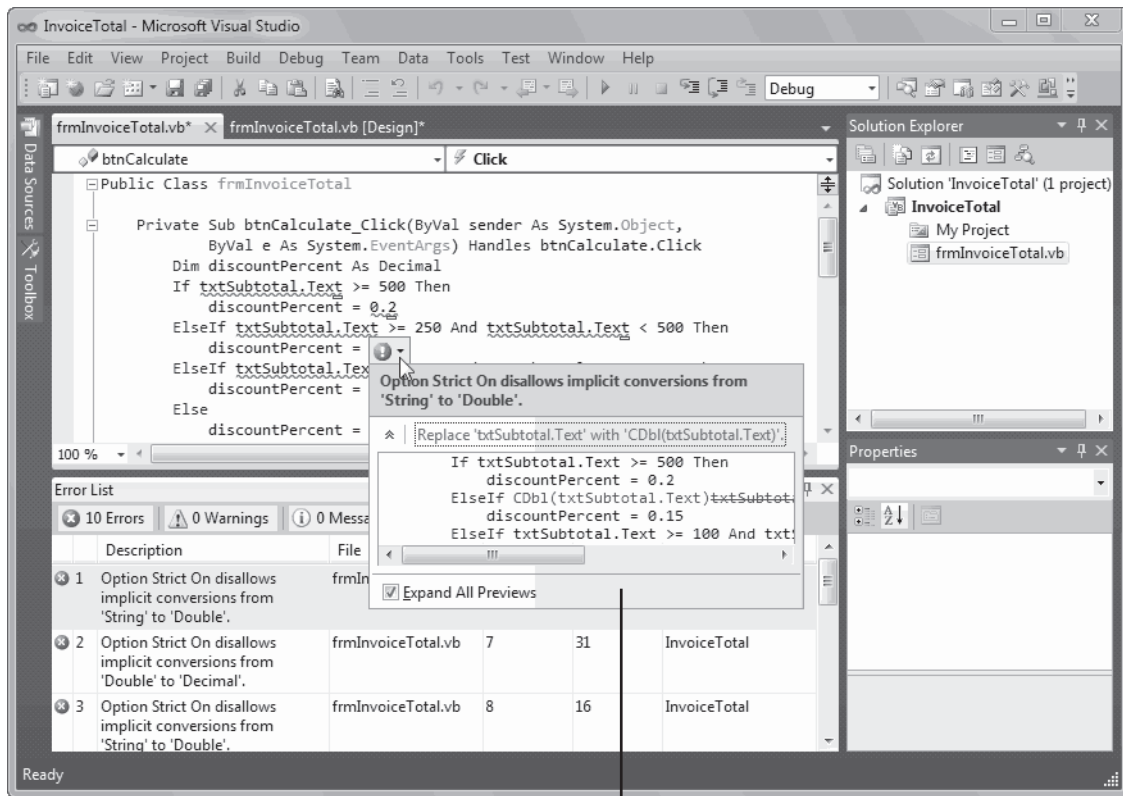 InvoiceTotal - Microsoft Visual Studio
File Edit View Project Build Debug Team Data Tools Test Window Help
Debug
frmInvoiceTotal.vb* frmInvoiceTotal.vb [Design]*
btnCalculate
Click
Data Sources
Toolbox
Public Class frmInvoiceTotal
Private Sub btnCalculate_Click(ByVal sender As System.Object,
ByVal e As System.EventArgs) Handles btnCalculate.Click
Dim discountPercent As Decimal
If txtSubtotal.Text >= 500 Then
discountPercent = 0.2
ElseIf txtSubtotal.Text >= 250 And txtSubtotal.Text < 500 Then
discountPercent =
ElseIf txtSubtotal.Tex
discountPercent =
Else
discountPercent =
100 %
Option Strict On disallows implicit conversions from
'String' to 'Double'.
Replace 'txtSubtotal.Text' with 'CDbl(txtSubtotal.Text)'.
If txtSubtotal.Text >= 500 Then
discountPercent = 0.2
ElseIf CDbl(txtSubtotal.Text)txtSubtot
discountPercent = 0.15
ElseIf txtSubtotal.Text >= 100 And txt
Expand All Previews
Error List
10 Errors 0 Warnings 0 Messa
Description File
1 Option Strict On disallows implicit conversions from 'String' to 'Double'. frmIn
2 Option Strict On disallows implicit conversions from 'Double' to 'Decimal'. frmInvoiceTotal.vb 7 31 InvoiceTotal
3 Option Strict On disallows implicit conversions from 'String' to 'Double'. frmInvoiceTotal.vb 8 16 InvoiceTotal
Solution Explorer
Solution 'InvoiceTotal' (1 project)
InvoiceTotal
My Project
frmInvoiceTotal.vb
Properties
Ready